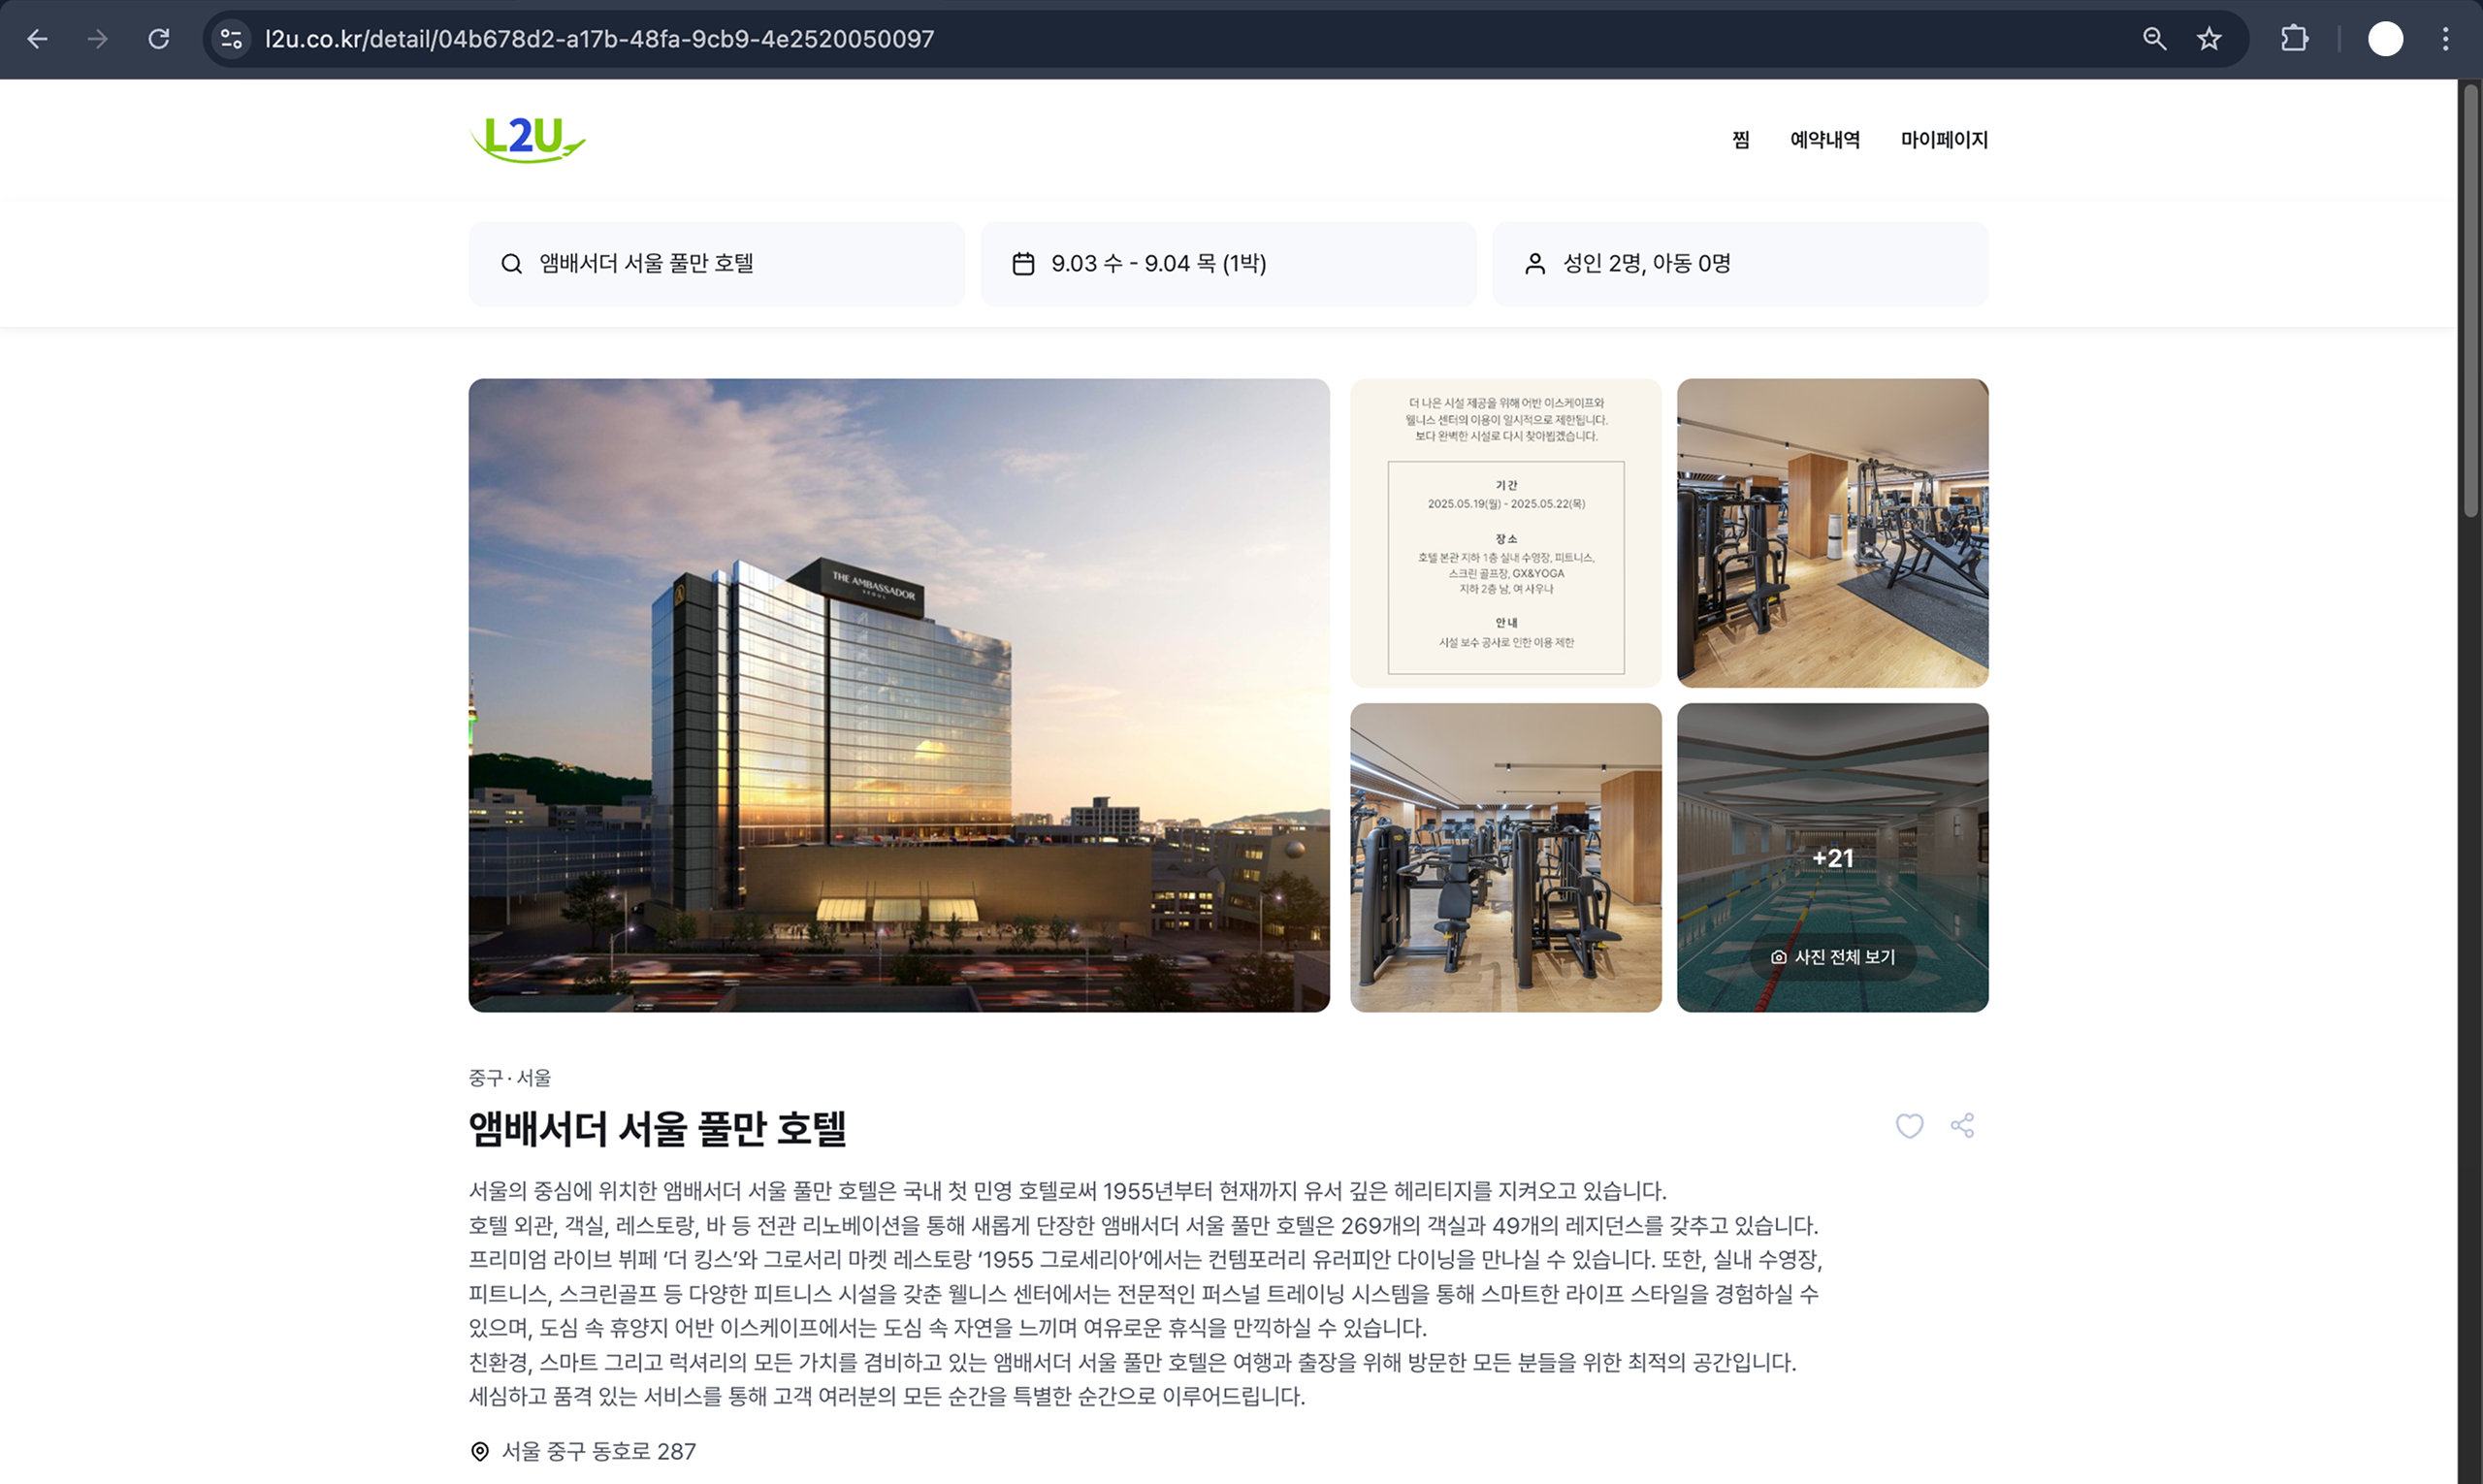 l2u.co.kr/detail/04b678d2-a17b-48fa-9cb9-4e2520050097
L2U
찜
예약내역
마이페이지
앰배서더 서울 풀만 호텔
9.03 수 - 9.04 목 (1박)
성인 2명, 아동 0명
THE AMBASSADOR
SEOUL
더 나은 시설 제공을 위해 어반 이스케이프와
웰니스 센터의 이용이 일시적으로 제한됩니다.
보다 완벽한 시설로 다시 찾아뵙겠습니다.
기간
2025.05.19(월) - 2025.05.22(목)
장소
호텔 본관 지하 1층 실내 수영장, 피트니스,
스크린 골프장, GX&YOGA
지하 2층 남, 여 사우나
안내
시설 보수 공사로 인한 이용 제한
+21
사진 전체 보기
중구 · 서울
앰배서더 서울 풀만 호텔
서울의 중심에 위치한 앰배서더 서울 풀만 호텔은 국내 첫 민영 호텔로써 1955년부터 현재까지 유서 깊은 헤리티지를 지켜오고 있습니다.
호텔 외관, 객실, 레스토랑, 바 등 전관 리노베이션을 통해 새롭게 단장한 앰배서더 서울 풀만 호텔은 269개의 객실과 49개의 레지던스를 갖추고 있습니다.
프리미엄 라이브 뷔페 ‘더 킹스’와 그로서리 마켓 레스토랑 ‘1955 그로세리아’에서는 컨템포러리 유러피안 다이닝을 만나실 수 있습니다. 또한, 실내 수영장,
피트니스, 스크린골프 등 다양한 피트니스 시설을 갖춘 웰니스 센터에서는 전문적인 퍼스널 트레이닝 시스템을 통해 스마트한 라이프 스타일을 경험하실 수
있으며, 도심 속 휴양지 어반 이스케이프에서는 도심 속 자연을 느끼며 여유로운 휴식을 만끽하실 수 있습니다.
친환경, 스마트 그리고 럭셔리의 모든 가치를 겸비하고 있는 앰배서더 서울 풀만 호텔은 여행과 출장을 위해 방문한 모든 분들을 위한 최적의 공간입니다.
세심하고 품격 있는 서비스를 통해 고객 여러분의 모든 순간을 특별한 순간으로 이루어드립니다.
서울 중구 동호로 287